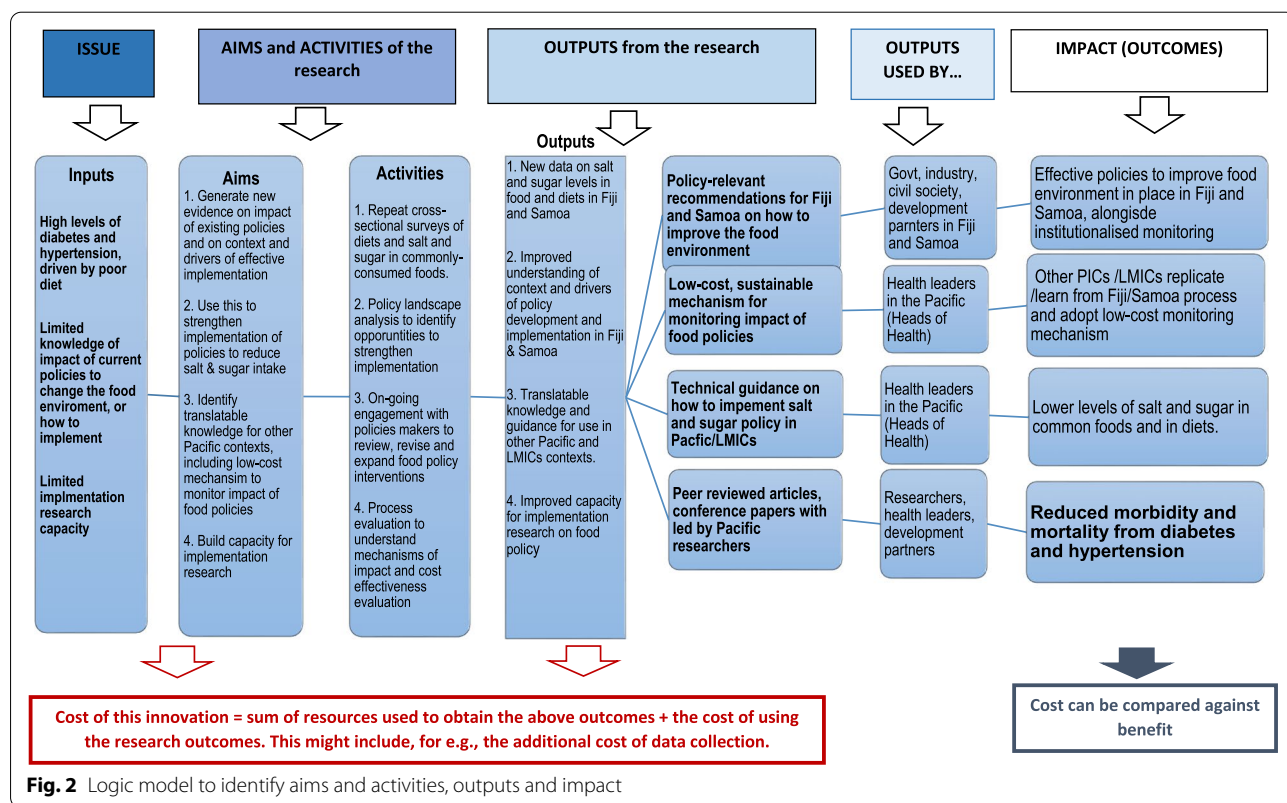 ISSUE
AIMS and ACTIVITIES of the
research
OUTPUTS from the research
OUTPUTS
USED BY...
IMPACT (OUTCOMES)
Inputs
High levels of
diabetes and
hypertension,
driven by poor
diet
Limited
knowledge of
impact of current
policies to
change the food
enviroment, or
how to
implement
Limited
implmentation
research
capacity
Aims
1. Generate new
evidence on impact
of existing policies
and on context and
drivers of effective
implementation
2. Use this to
strengthen
implementation of
policies to reduce
salt & sugar intake
3. Identify
translatable
knowledge for other
Pacific contexts,
including low-cost
mechansim to
monitor impact of
food policies
4. Build capacity for
implementation
research
Activities
1. Repeat cross-
sectional surveys of
diets and salt and
sugar in commonly-
consumed foods.
2. Policy landscape
analysis to identify
opporuntities to
strengthen
implementation
3. On-going
engagement with
policies makers to
review, revise and
expand food policy
interventions
4. Process
evaluation to
understand
mechanisms of
impact and cost
effectiveness
evaluation
Outputs
1. New data on salt
and sugar levels in
food and diets in Fiji
and Samoa
2. Improved
understanding of
context and drivers
of policy
development and
implementation in Fiji
& Samoa
3. Translatable
knowledge and
guidance for use in
other Pacific and
LMICs contexts.
4. Improved capacity
for implementation
research on food
policy
Policy-relevant
recommendations for Fiji
and Samoa on how to
improve the food
environment
Low-cost, sustainable
mechanism for
monitoring impact of
food policies
Technical guidance on
how to impement salt
and sugar policy in
Pacfic/LMICs
Peer reviewed articles,
conference papers with
led by Pacific
researchers
Govt, industry,
civil society,
development
parnters in Fiji
and Samoa
Health leaders
in the Pacific
(Heads of
Health)
Health leaders
in the Pacific
(Heads of
Health)
Researchers,
health leaders,
development
partners
Effective policies to improve food
environment in place in Fiji and
Samoa, alongisde
institutionalised monitoring
Other PICs /LMICs replicate
/learn from Fiji/Samoa process
and adopt low-cost monitoring
mechanism
Lower levels of salt and sugar in
common foods and in diets.
Reduced morbidity and
mortality from diabetes
and hypertension
Cost of this innovation = sum of resources used to obtain the above outcomes + the cost of using
the research outcomes. This might include, for e.g., the additional cost of data collection.
Cost can be compared against
benefit
Fig. 2 Logic model to identify aims and activities, outputs and impact